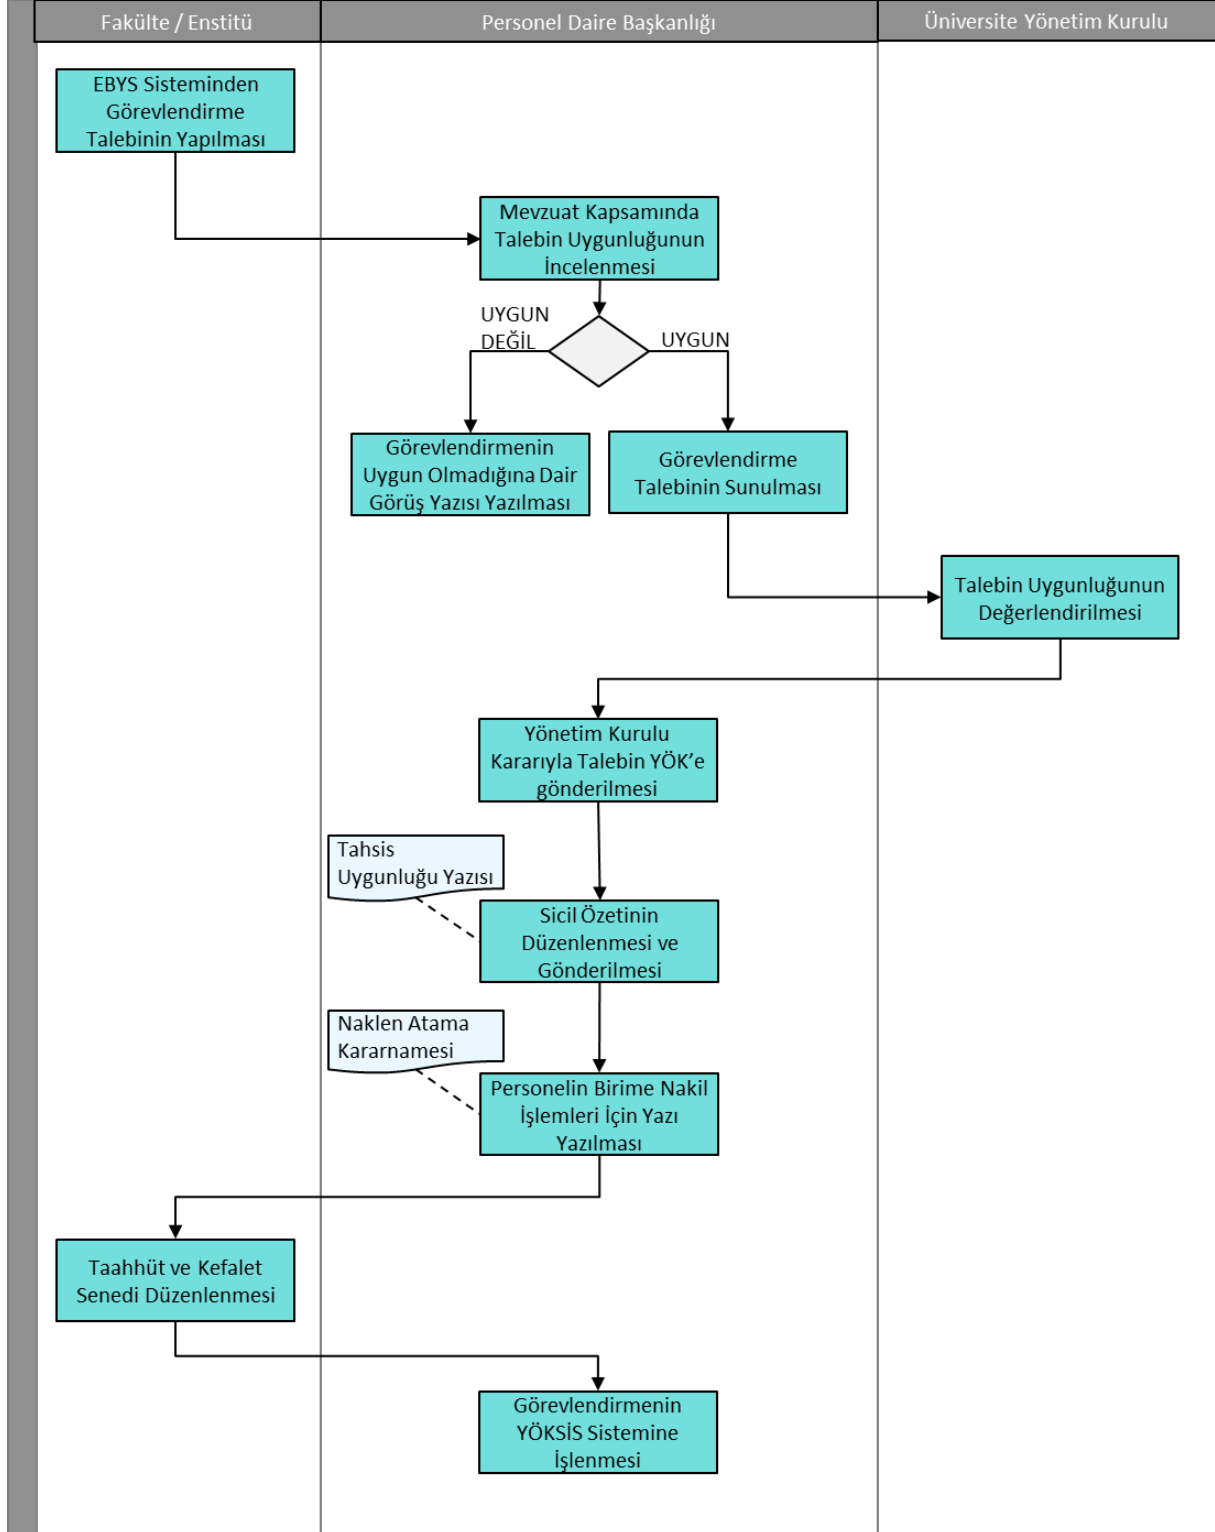 Fakülte / Enstitü
Personel Daire Başkanlığı
Üniversite Yönetim Kurulu
EBYS Sisteminden
Görevlendirme
Talebinin Yapılması
Mevzuat Kapsamında
Talebin Uygunluğunun
İncelenmesi
UYGUN
DEĞİL
UYGUN
Görevlendirmenin
Uygun Olmadığına Dair
Görüş Yazısı Yazılması
Görevlendirme
Talebinin Sunulması
Talebin Uygunluğunun
Değerlendirilmesi
Yönetim Kurulu
Kararıyla Talebin YÖK’e
gönderilmesi
Tahsis
Uygunluğu Yazısı
Sicil Özetinin
Düzenlenmesi ve
Gönderilmesi
Naklen Atama
Kararnamesi
Personelin Birime Nakil
İşlemleri İçin Yazı
Yazılması
Taahhüt ve Kefalet
Senedi Düzenlenmesi
Görevlendirmenin
YÖKSİS Sistemine
İşlenmesi